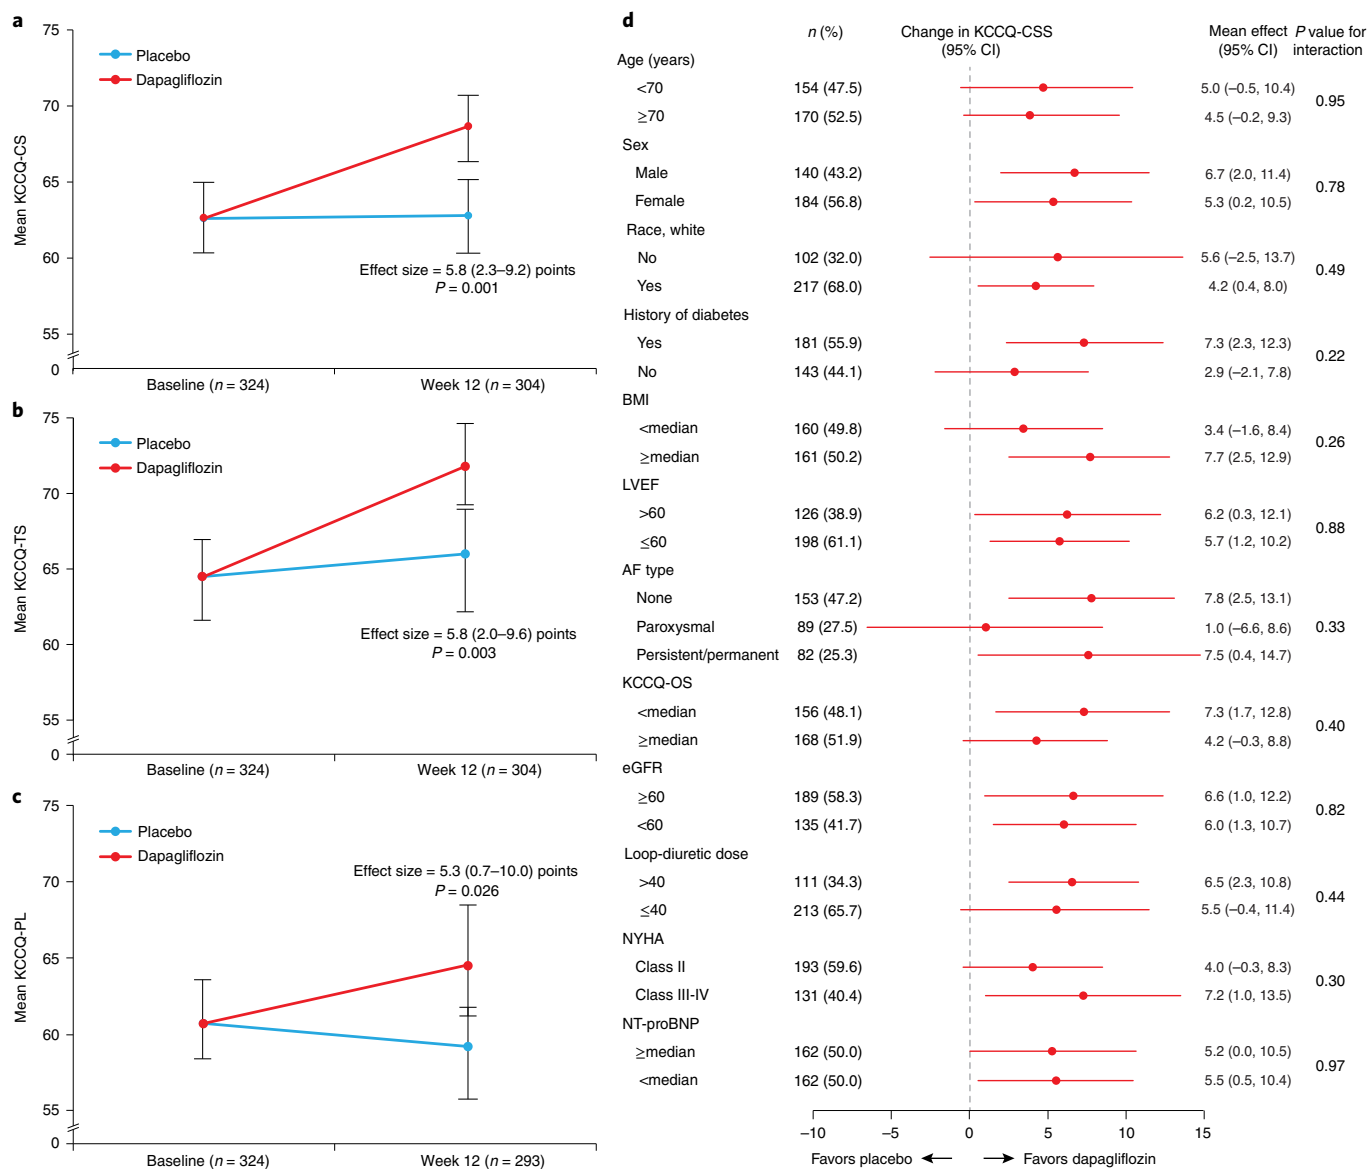 a
75
70
65
60
55
0
Mean KCCQ-CS
Placebo
Dapagliflozin
Effect size = 5.8 (2.3–9.2) points
P = 0.001
Baseline (n = 324)
Week 12 (n = 304)
b
75
70
65
60
55
0
Mean KCCQ-TS
Placebo
Dapagliflozin
Effect size = 5.8 (2.0–9.6) points
P = 0.003
Baseline (n = 324)
Week 12 (n = 304)
c
75
70
65
60
55
0
Mean KCCQ-PL
Placebo
Dapagliflozin
Effect size = 5.3 (0.7–10.0) points
P = 0.026
Baseline (n = 324)
Week 12 (n = 293)
d
n (%) Change in KCCQ-CSS Mean effect P value for
(95% CI) (95% CI) interaction
Age (years)
<70 154 (47.5) 5.0 (–0.5, 10.4)
0.95
≥70 170 (52.5) 4.5 (–0.2, 9.3)
Sex
Male 140 (43.2) 6.7 (2.0, 11.4)
0.78
Female 184 (56.8) 5.3 (0.2, 10.5)
Race, white
No 102 (32.0) 5.6 (–2.5, 13.7)
0.49
Yes 217 (68.0) 4.2 (0.4, 8.0)
History of diabetes
Yes 181 (55.9) 7.3 (2.3, 12.3)
0.22
No 143 (44.1) 2.9 (–2.1, 7.8)
BMI
<median 160 (49.8) 3.4 (–1.6, 8.4)
0.26
≥median 161 (50.2) 7.7 (2.5, 12.9)
LVEF
>60 126 (38.9) 6.2 (0.3, 12.1)
0.88
≤60 198 (61.1) 5.7 (1.2, 10.2)
AF type
None 153 (47.2) 7.8 (2.5, 13.1)
Paroxysmal 89 (27.5) 1.0 (–6.6, 8.6) 0.33
Persistent/permanent 82 (25.3) 7.5 (0.4, 14.7)
KCCQ-OS
<median 156 (48.1) 7.3 (1.7, 12.8)
0.40
≥median 168 (51.9) 4.2 (–0.3, 8.8)
eGFR
≥60 189 (58.3) 6.6 (1.0, 12.2)
0.82
<60 135 (41.7) 6.0 (1.3, 10.7)
Loop-diuretic dose
>40 111 (34.3) 6.5 (2.3, 10.8)
0.44
≤40 213 (65.7) 5.5 (–0.4, 11.4)
NYHA
Class II 193 (59.6) 4.0 (–0.3, 8.3)
0.30
Class III-IV 131 (40.4) 7.2 (1.0, 13.5)
NT-proBNP
≥median 162 (50.0) 5.2 (0.0, 10.5)
0.97
<median 162 (50.0) 5.5 (0.5, 10.4)
–10 –5 0 5 10 15
Favors placebo Favors dapagliflozin